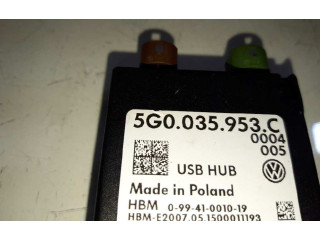 5G0.035.953.C
0004
005
USB HUB
Made in Poland
HBM 0-99-41-0010-19
HBM-E2007.05.1500011193